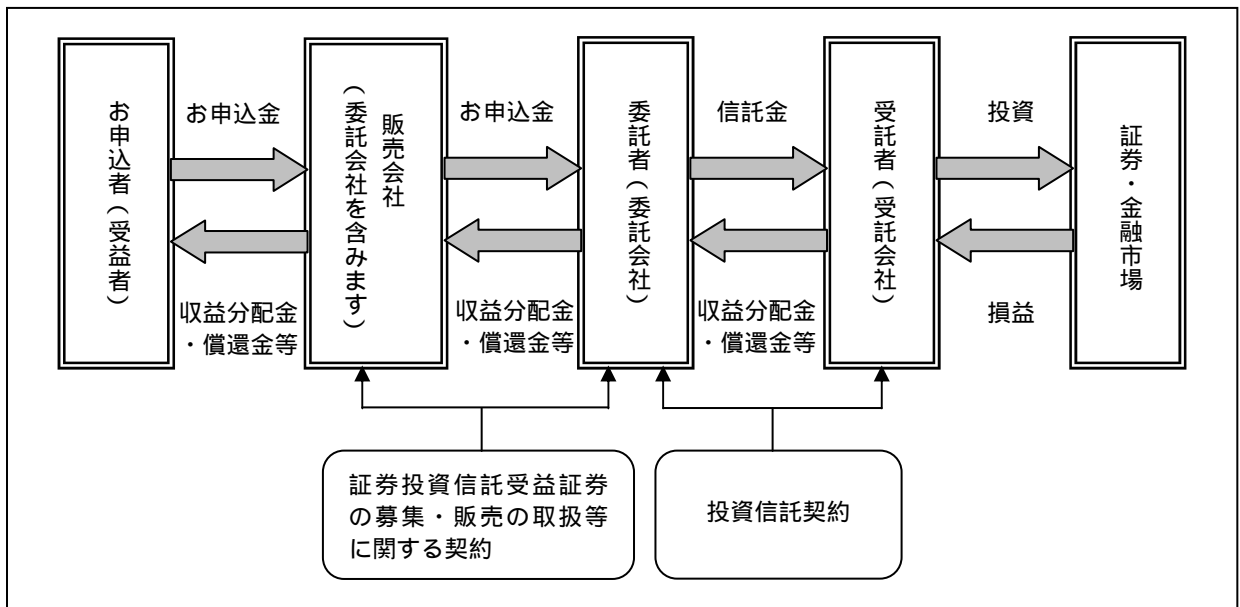 お申込者（受益者）
お申込金
収益分配金
・償還金等
販売会社
（委託会社を含みます）
お申込金
収益分配金
・償還金等
委託者（委託会社）
信託金
収益分配金
・償還金等
受託者（受託会社）
投資
損益
証券・金融市場
証券投資信託受益証券
の募集・販売の取扱等
に関する契約
投資信託契約